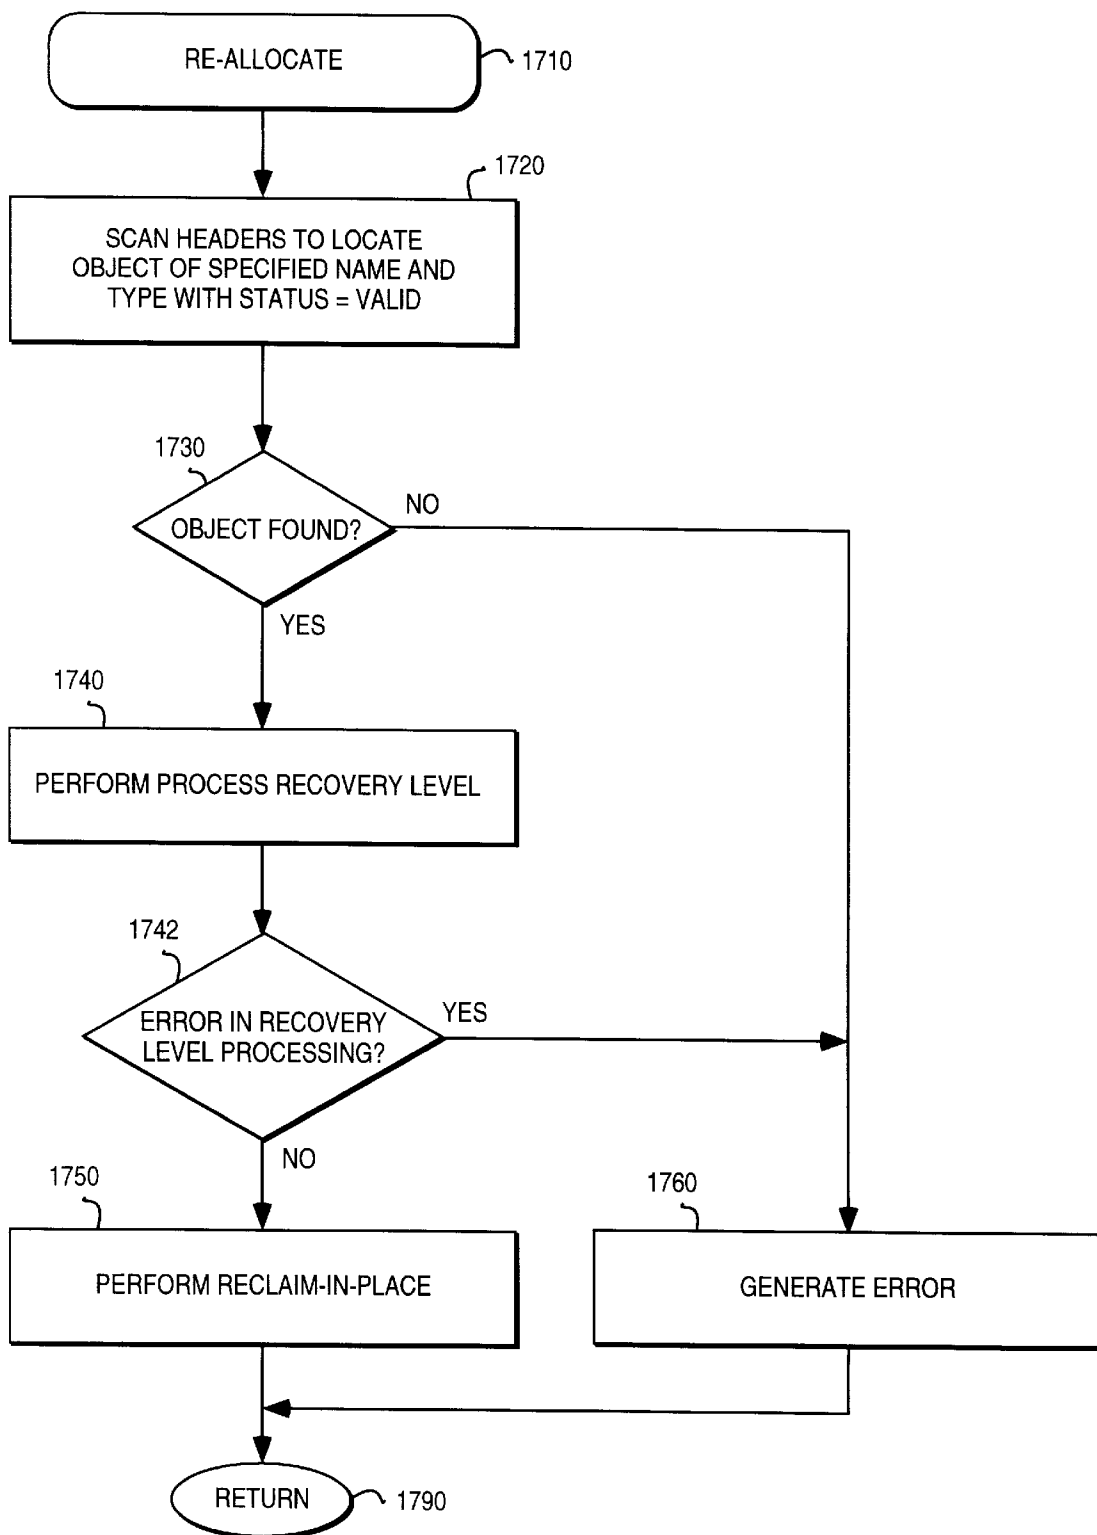 RE-ALLOCATE
1710
1720
SCAN HEADERS TO LOCATE
OBJECT OF SPECIFIED NAME AND
TYPE WITH STATUS = VALID
1730
NO
OBJECT FOUND?
YES
1740
PERFORM PROCESS RECOVERY LEVEL
1742
YES
ERROR IN RECOVERY
LEVEL PROCESSING?
NO
1750
1760
PERFORM RECLAIM-IN-PLACE
GENERATE ERROR
RETURN
1790